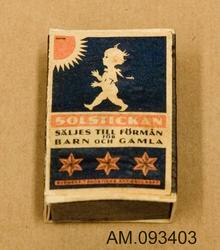 SOLSTICKAN
SÄLJES TILL FÖRMÅN
FÖR
BARN OCH GAMLA
AM.093403